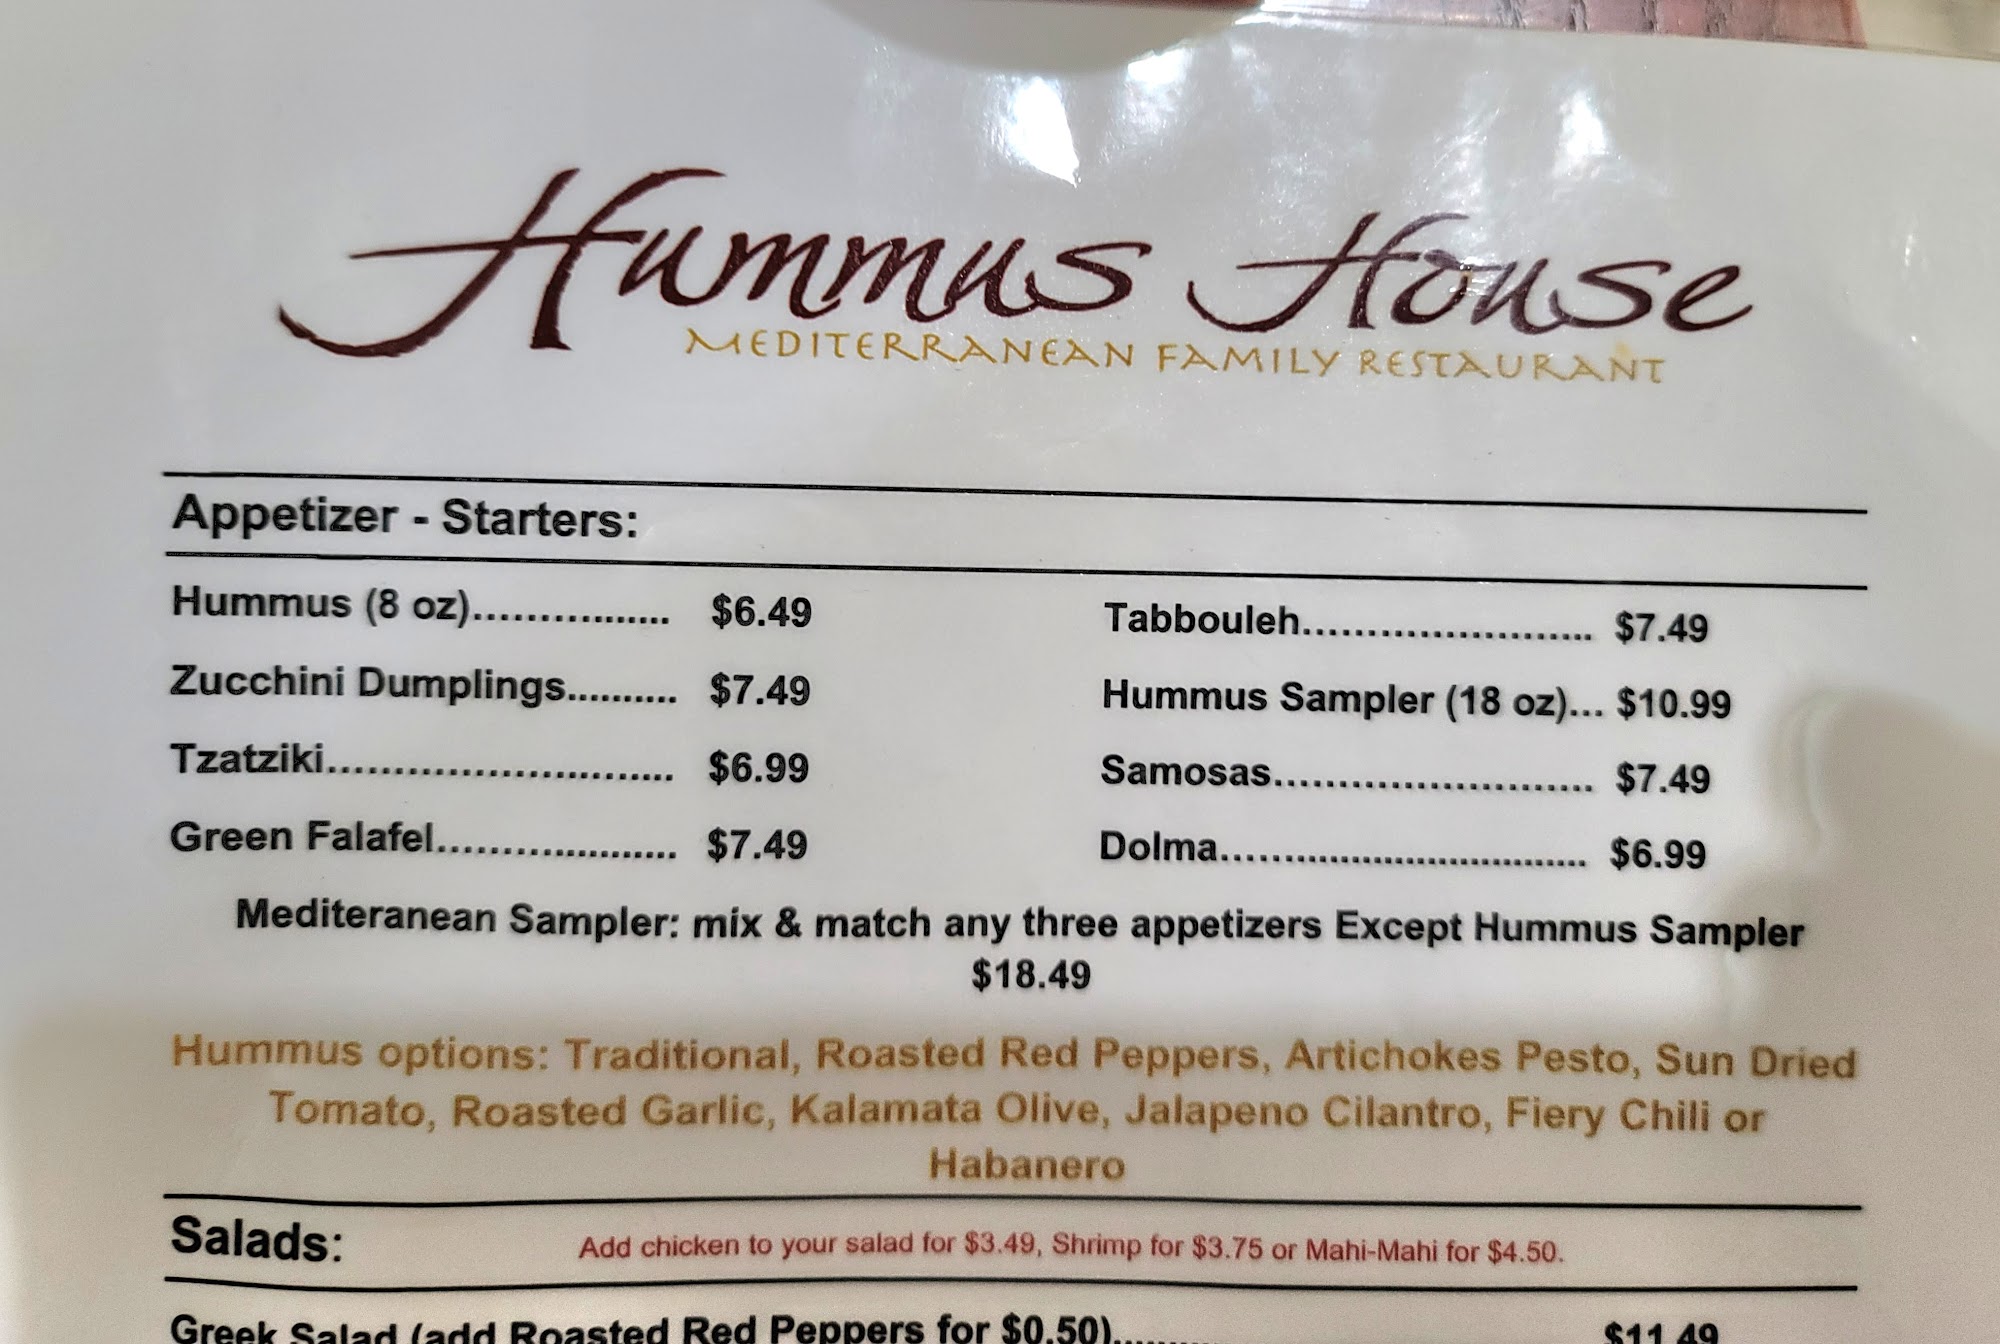 Hummus House
MEDITERRANEAN FAMILY RESTAURANT
Appetizer - Starters:
Hummus (8 oz)................ $6.49
Zucchini Dumplings.......... $7.49
Tzatziki........................... $6.99
Green Falafel.................... $7.49
Tabbouleh....................... $7.49
Hummus Sampler (18 oz)... $10.99
Samosas......................... $7.49
Dolma................................ $6.99
Mediteranean Sampler: mix & match any three appetizers Except Hummus Sampler
$18.49
Hummus options: Traditional, Roasted Red Peppers, Artichokes Pesto, Sun Dried
Tomato, Roasted Garlic, Kalamata Olive, Jalapeno Cilantro, Fiery Chili or
Habanero
Salads:
Add chicken to your salad for $3.49, Shrimp for $3.75 or Mahi-Mahi for $4.50.
Greek Salad (add Roasted Red Peppers for $0.50)............ $11.49